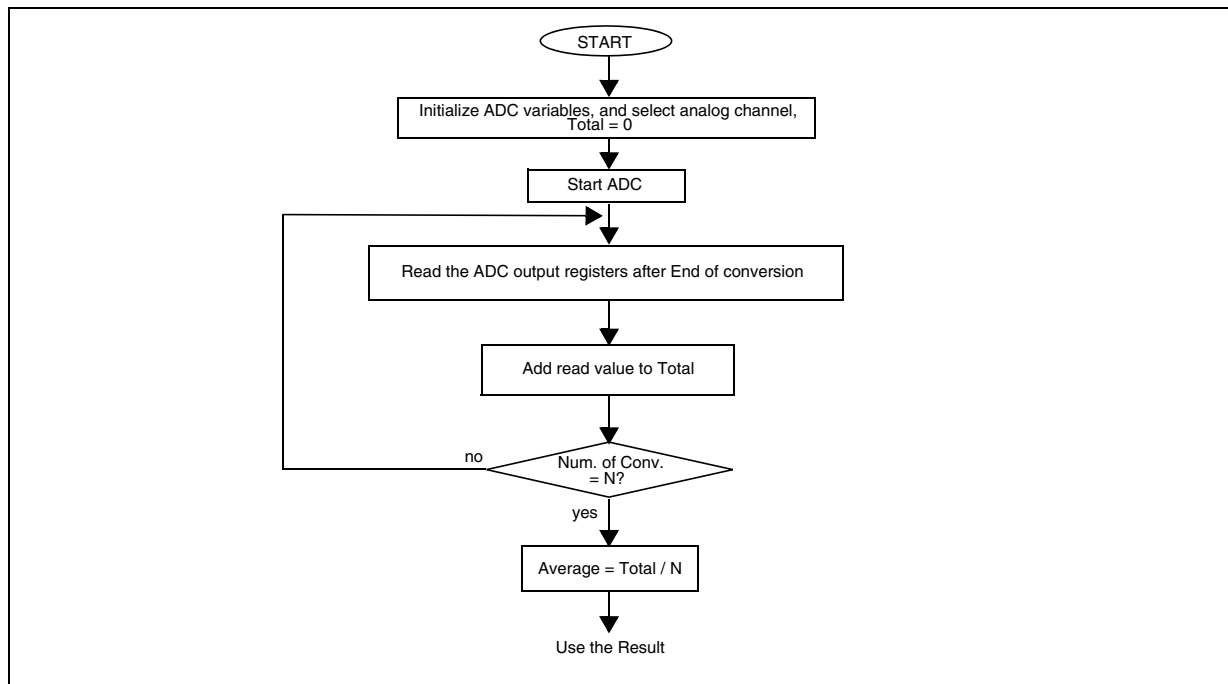 START
Initialize ADC variables, and select analog channel,
Total = 0
Start ADC
Read the ADC output registers after End of conversion
Add read value to Total
no
Num. of Conv.
= N?
yes
Average = Total / N
Use the Result